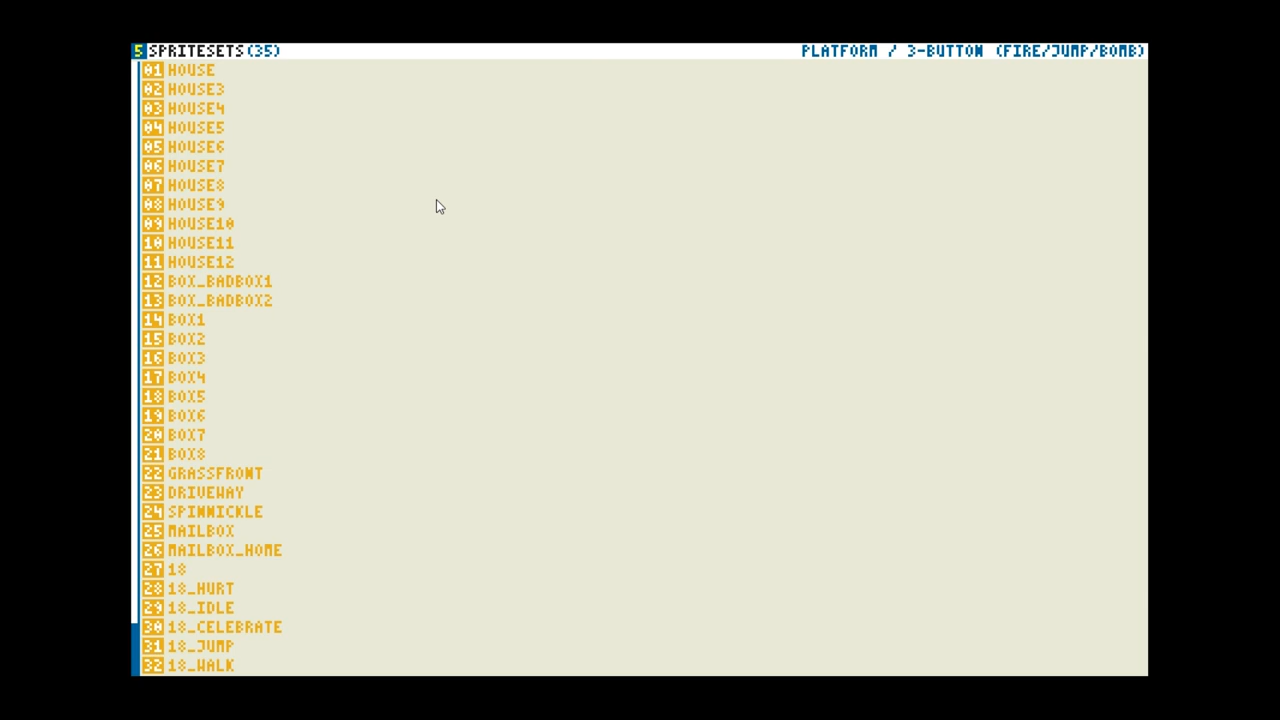 5 SPRITESETS(35) PLATFORM / 3-BUTTON (FIRE/JUMP/BOMB)
01 HOUSE
02 HOUSE3
03 HOUSE4
04 HOUSE5
05 HOUSE6
06 HOUSE7
07 HOUSE8
08 HOUSE9
09 HOUSE10
10 HOUSE11
11 HOUSE12
12 BOX_BADBOX1
13 BOX_BADBOX2
14 BOX1
15 BOX2
16 BOX3
17 BOX4
18 BOX5
19 BOX6
20 BOX7
21 BOX8
22 GRASSFRONT
23 DRIVEWAY
24 SPINNICKLE
25 MAILBOX
26 MAILBOX_HOME
27 18
28 18_HURT
29 18_IDLE
30 18_CELEBRATE
31 18_JUMP
32 18_WALK